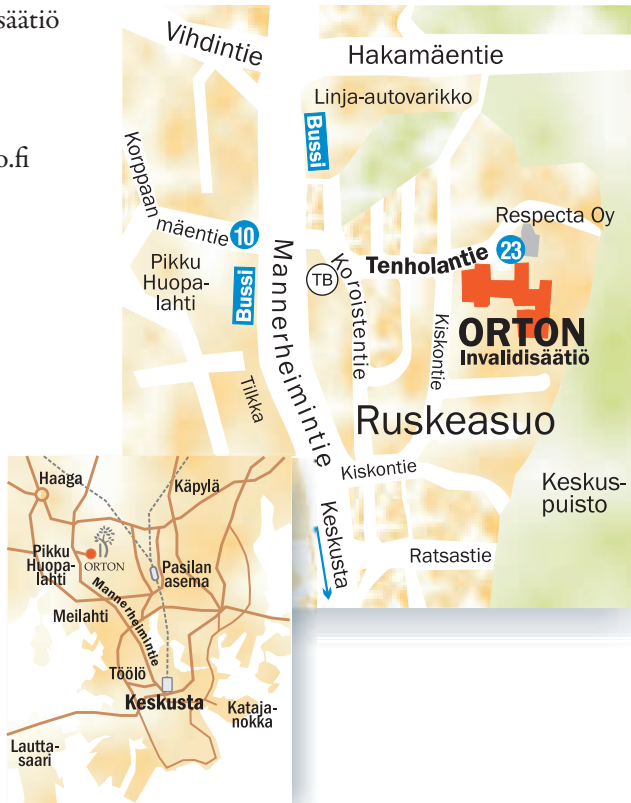 säätiö
o.fi
Vihdintie
Hakamäentie
Linja-autovarikko
Bussi
Korppaan
mäentie
10
Respecta Oy
Tenholantie
23
Pikku
Huopa-
lahti
Bussi
Mannerheimintie
TB
Koroistentie
Kiskontie
ORTON
Invalidisäätiö
Tilkka
Ruskeasuo
Kiskontie
Keskus-
puisto
Keskusta
Ratsastie
Haaga
Käpylä
Pikku
Huopa-
lahti
ORTON
Pasilan
asema
Mannerheimintie
Meilahti
Töölö
Keskusta
Kataja-
nokka
Lautta-
saari